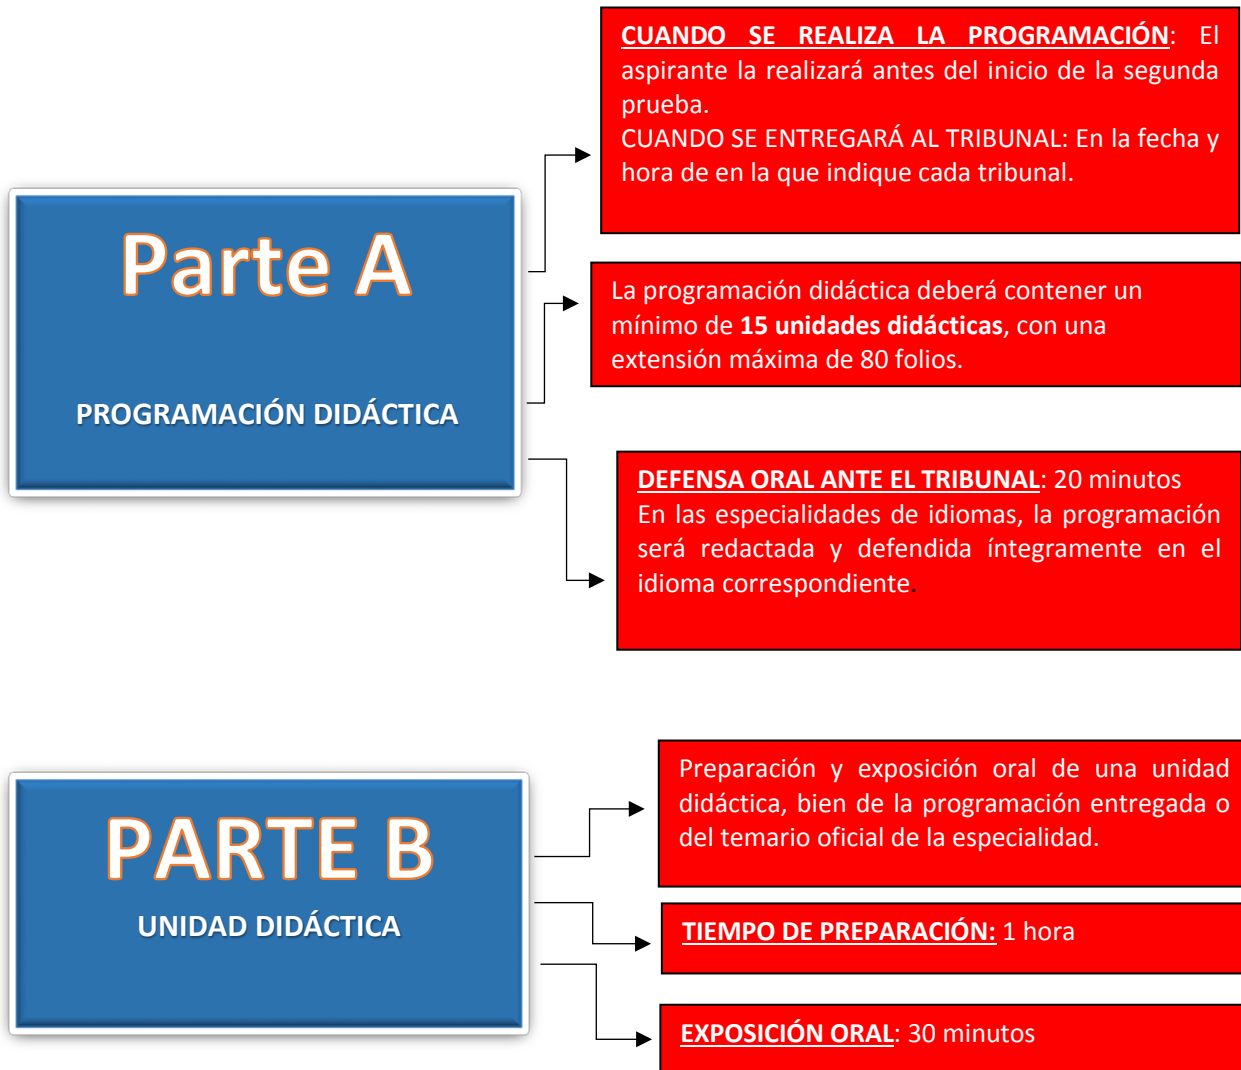 CUANDO SE REALIZA LA PROGRAMACIÓN: El
aspirante la realizará antes del inicio de la segunda
prueba.
CUANDO SE ENTREGARÁ AL TRIBUNAL: En la fecha y
hora de en la que indique cada tribunal.
Parte A
PROGRAMACIÓN DIDÁCTICA
La programación didáctica deberá contener un
mínimo de 15 unidades didácticas, con una
extensión máxima de 80 folios.
DEFENSA ORAL ANTE EL TRIBUNAL: 20 minutos
En las especialidades de idiomas, la programación
será redactada y defendida íntegramente en el
idioma correspondiente.
PARTE B
UNIDAD DIDÁCTICA
Preparación y exposición oral de una unidad
didáctica, bien de la programación entregada o
del temario oficial de la especialidad.
TIEMPO DE PREPARACIÓN: 1 hora
EXPOSICIÓN ORAL: 30 minutos